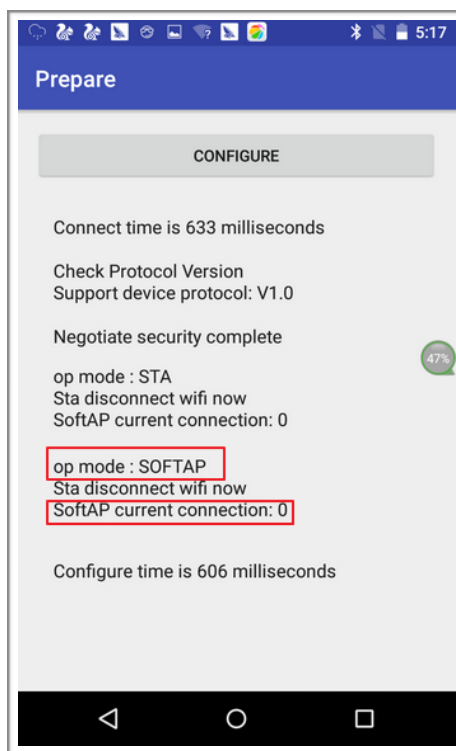 5:17
Prepare
CONFIGURE
Connect time is 633 milliseconds
Check Protocol Version
Support device protocol: V1.0
Negotiate security complete
47%
op mode : STA
Sta disconnect wifi now
SoftAP current connection: 0
op mode : SOFTAP
Sta disconnect wifi now
SoftAP current connection: 0
Configure time is 606 milliseconds